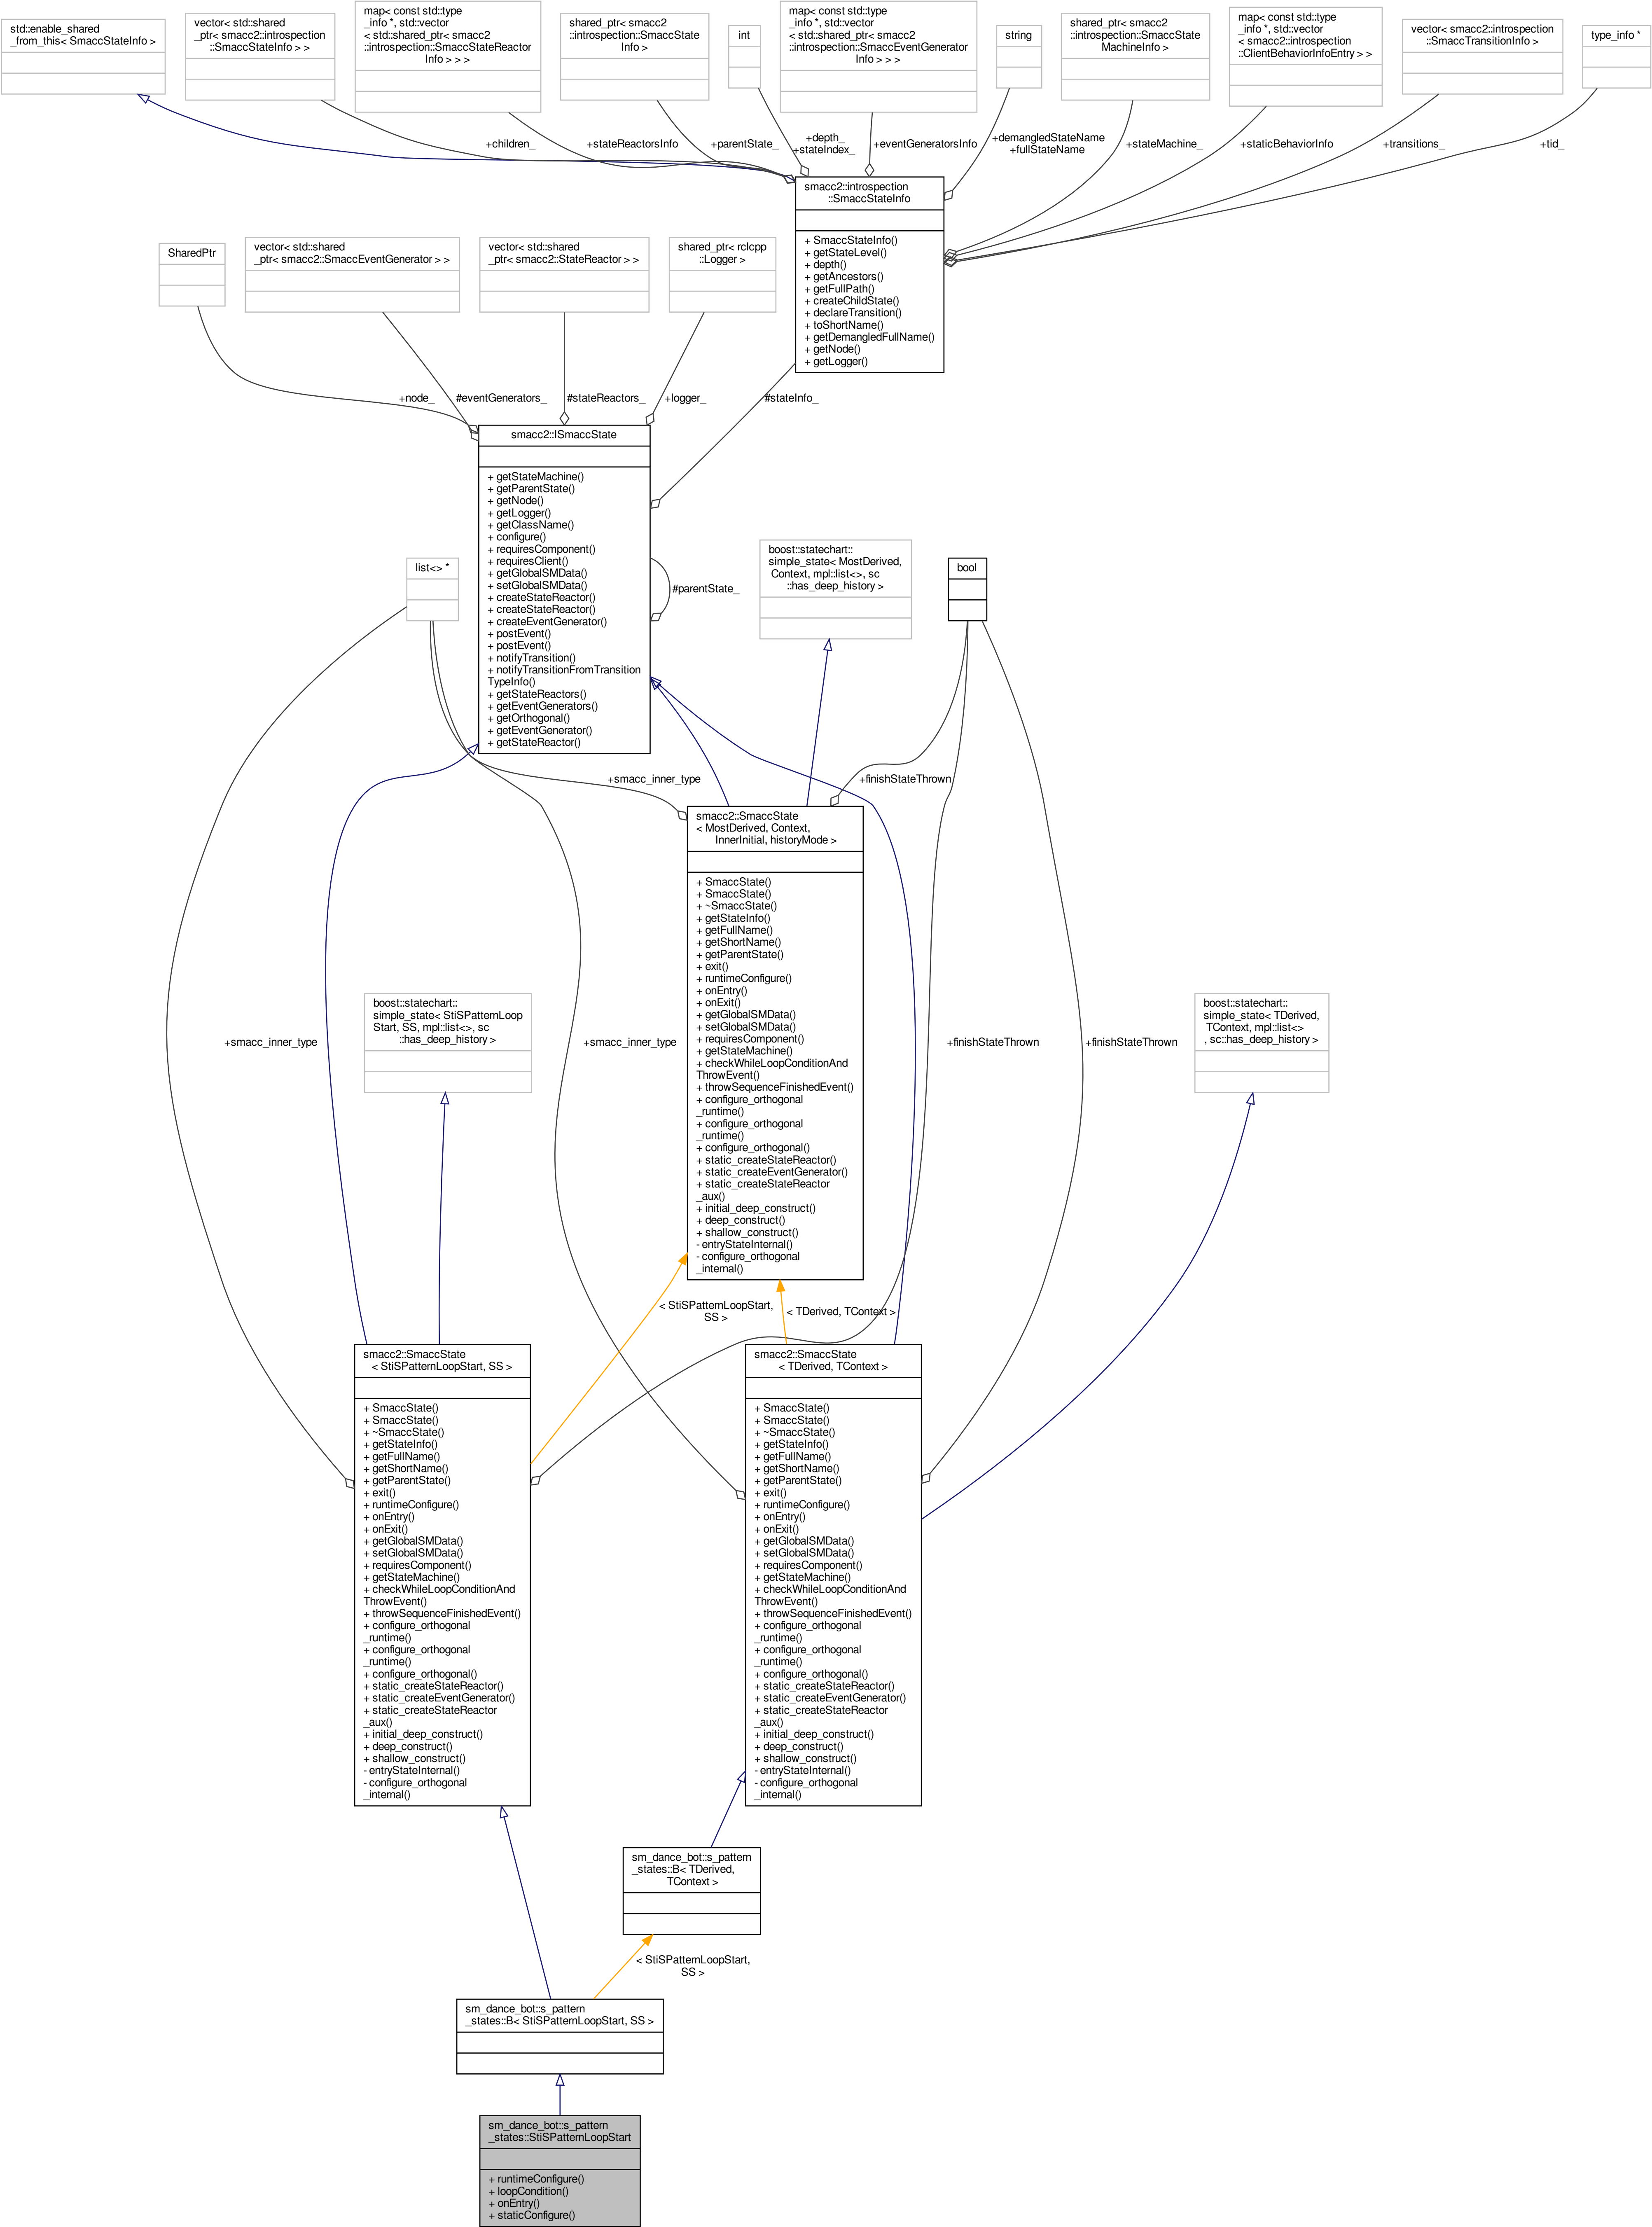 std::enable_shared
_from_this< SmaccStateInfo >
vector< std::shared
_ptr< smacc2::introspection
::SmaccStateInfo > >
map< const std::type
_info *, std::vector
< std::shared_ptr< smacc2
::introspection::SmaccStateReactor
Info > > >
shared_ptr< smacc2
::introspection::SmaccState
Info >
int
map< const std::type
_info *, std::vector
< std::shared_ptr< smacc2
::introspection::SmaccEventGenerator
Info > > >
string
shared_ptr< smacc2
::introspection::SmaccState
MachineInfo >
map< const std::type
_info *, std::vector
< smacc2::introspection
::ClientBehaviorInfoEntry > >
vector< smacc2::introspection
::SmaccTransitionInfo >
type_info *
+children_
+stateReactorsInfo
+parentState_
+depth_
+stateIndex_
+eventGeneratorsInfo
+demangledStateName
+fullStateName
+stateMachine_
+staticBehaviorInfo
+transitions_
+tid_
smacc2::introspection
::SmaccStateInfo
+ SmaccStateInfo()
+ getStateLevel()
+ depth()
+ getAncestors()
+ getFullPath()
+ createChildState()
+ declareTransition()
+ toShortName()
+ getDemangledFullName()
+ getNode()
+ getLogger()
SharedPtr
vector< std::shared
_ptr< smacc2::SmaccEventGenerator > >
vector< std::shared
_ptr< smacc2::StateReactor > >
shared_ptr< rclcpp
::Logger >
+node_
#eventGenerators_
#stateReactors_
+logger_
#stateInfo_
smacc2::ISmaccState
+ getStateMachine()
+ getParentState()
+ getNode()
+ getLogger()
+ getClassName()
+ configure()
+ requiresComponent()
+ requiresClient()
+ getGlobalSMData()
+ setGlobalSMData()
+ createStateReactor()
+ createStateReactor()
+ createEventGenerator()
+ postEvent()
+ postEvent()
+ notifyTransition()
+ notifyTransitionFromTransition
TypeInfo()
+ getStateReactors()
+ getEventGenerators()
+ getOrthogonal()
+ getEventGenerator()
+ getStateReactor()
#parentState_
list<> *
boost::statechart::
simple_state< MostDerived,
Context, mpl::list<>, sc
::has_deep_history >
bool
+smacc_inner_type
+finishStateThrown
smacc2::SmaccState
< MostDerived, Context,
InnerInitial, historyMode >
+ SmaccState()
+ SmaccState()
+ ~SmaccState()
+ getStateInfo()
+ getFullName()
+ getShortName()
+ getParentState()
+ exit()
+ runtimeConfigure()
+ onEntry()
+ onExit()
+ getGlobalSMData()
+ setGlobalSMData()
+ requiresComponent()
+ getStateMachine()
+ checkWhileLoopConditionAnd
ThrowEvent()
+ throwSequenceFinishedEvent()
+ configure_orthogonal
_runtime()
+ configure_orthogonal
_runtime()
+ configure_orthogonal()
+ static_createStateReactor()
+ static_createEventGenerator()
+ static_createStateReactor
_aux()
+ initial_deep_construct()
+ deep_construct()
+ shallow_construct()
- entryStateInternal()
- configure_orthogonal
_internal()
boost::statechart::
simple_state< StiSPatternLoop
Start, SS, mpl::list<>, sc
::has_deep_history >
boost::statechart::
simple_state< TDerived,
TContext, mpl::list<>
, sc::has_deep_history >
+smacc_inner_type
+smacc_inner_type
+finishStateThrown
+finishStateThrown
< StiSPatternLoopStart,
SS >
< TDerived, TContext >
smacc2::SmaccState
< StiSPatternLoopStart, SS >
+ SmaccState()
+ SmaccState()
+ ~SmaccState()
+ getStateInfo()
+ getFullName()
+ getShortName()
+ getParentState()
+ exit()
+ runtimeConfigure()
+ onEntry()
+ onExit()
+ getGlobalSMData()
+ setGlobalSMData()
+ requiresComponent()
+ getStateMachine()
+ checkWhileLoopConditionAnd
ThrowEvent()
+ throwSequenceFinishedEvent()
+ configure_orthogonal
_runtime()
+ configure_orthogonal
_runtime()
+ configure_orthogonal()
+ static_createStateReactor()
+ static_createEventGenerator()
+ static_createStateReactor
_aux()
+ initial_deep_construct()
+ deep_construct()
+ shallow_construct()
- entryStateInternal()
- configure_orthogonal
_internal()
smacc2::SmaccState
< TDerived, TContext >
+ SmaccState()
+ SmaccState()
+ ~SmaccState()
+ getStateInfo()
+ getFullName()
+ getShortName()
+ getParentState()
+ exit()
+ runtimeConfigure()
+ onEntry()
+ onExit()
+ getGlobalSMData()
+ setGlobalSMData()
+ requiresComponent()
+ getStateMachine()
+ checkWhileLoopConditionAnd
ThrowEvent()
+ throwSequenceFinishedEvent()
+ configure_orthogonal
_runtime()
+ configure_orthogonal
_runtime()
+ configure_orthogonal()
+ static_createStateReactor()
+ static_createEventGenerator()
+ static_createStateReactor
_aux()
+ initial_deep_construct()
+ deep_construct()
+ shallow_construct()
- entryStateInternal()
- configure_orthogonal
_internal()
sm_dance_bot::s_pattern
_states::B< TDerived,
TContext >
< StiSPatternLoopStart,
SS >
sm_dance_bot::s_pattern
_states::B< StiSPatternLoopStart, SS >
sm_dance_bot::s_pattern
_states::StiSPatternLoopStart
+ runtimeConfigure()
+ loopCondition()
+ onEntry()
+ staticConfigure()